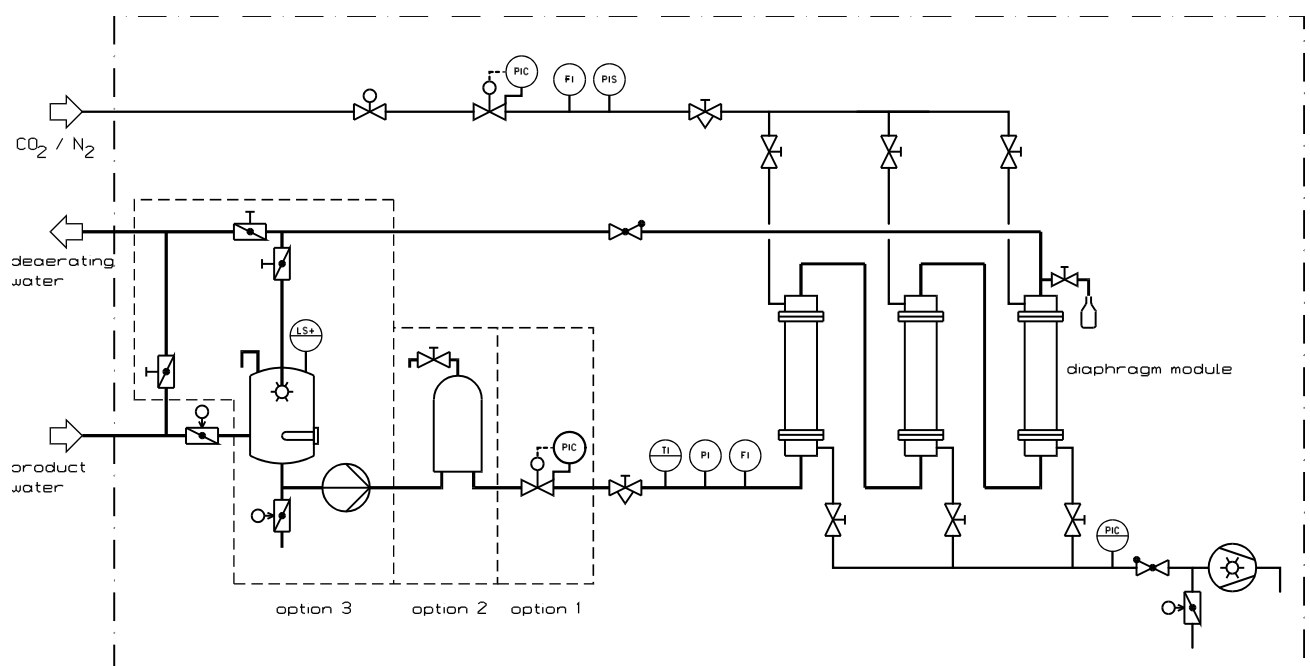 PIC
FI
PIS
CO2 / N2
deaerating
water
LS+
diaphragm module
product
water
PIC
TI
PI
FI
PIC
option 3
option 2
option 1